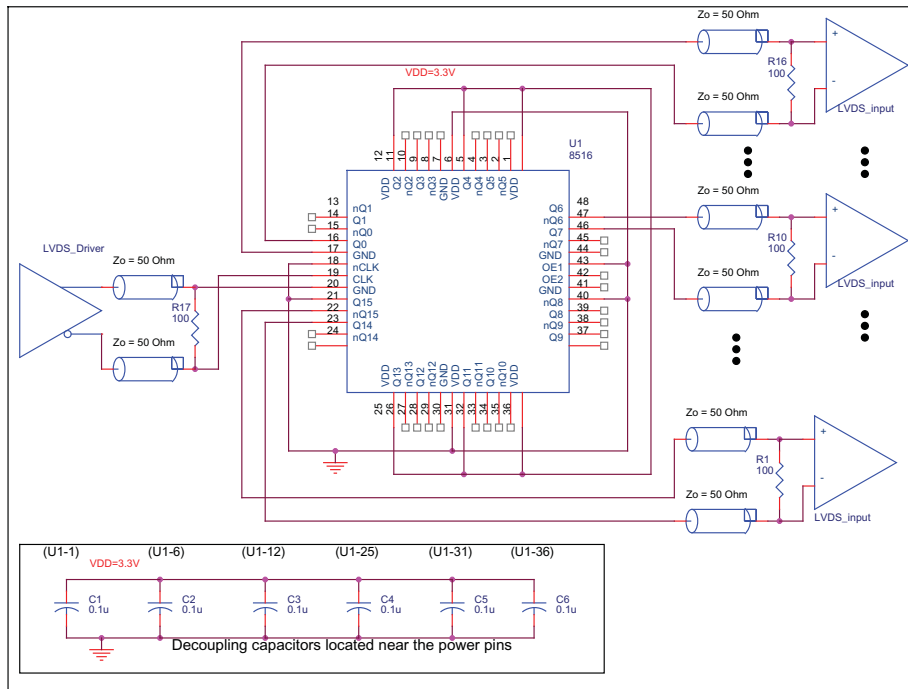 Zo = 50 Ohm
+
-
R16
100
LVDS_input
Zo = 50 Ohm
VDD=3.3V
U1
8516
12
11
10
9
8
7
6
5
4
3
2
1
VDD
Q2
nQ2
Q3
nQ3
GND
VDD
Q4
nQ4
Q5
nQ5
VDD
13
14
15
16
17
18
19
20
21
22
23
24
nQ1
Q1
nQ0
Q0
GND
nCLK
CLK
GND
Q15
nQ15
Q14
nQ14
Q6
nQ6
Q7
nQ7
GND
OE1
OE2
GND
nQ8
Q8
nQ9
Q9
48
47
46
45
44
43
42
41
40
39
38
37
VDD
Q13
nQ13
Q12
nQ12
GND
VDD
Q11
nQ11
Q10
nQ10
VDD
25
26
27
28
29
30
31
32
33
34
35
36
Zo = 50 Ohm
+
-
R10
100
LVDS_input
Zo = 50 Ohm
LVDS_Driver
Zo = 50 Ohm
R17
100
Zo = 50 Ohm
Zo = 50 Ohm
+
-
R1
100
LVDS_input
Zo = 50 Ohm
(U1-1) (U1-6) (U1-12) (U1-25) (U1-31) (U1-36)
VDD=3.3V
C1
0.1u
C2
0.1u
C3
0.1u
C4
0.1u
C5
0.1u
C6
0.1u
Decoupling capacitors located near the power pins